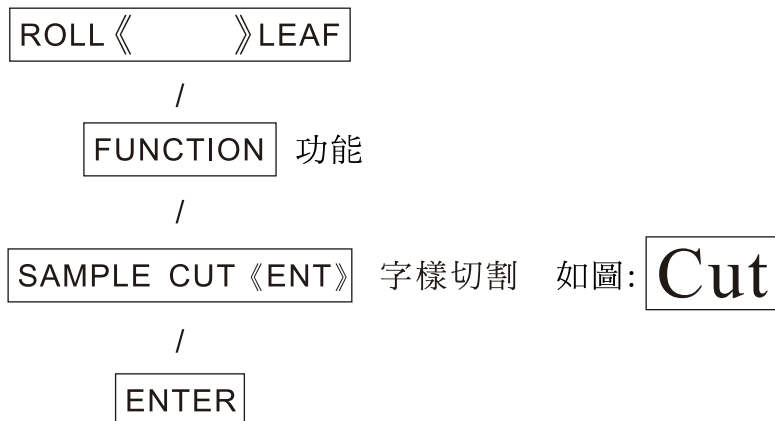 ROLL《　　　》LEAF
/
FUNCTION 功能
/
SAMPLE CUT《ENT》 字樣切割 如圖: Cut
/
ENTER